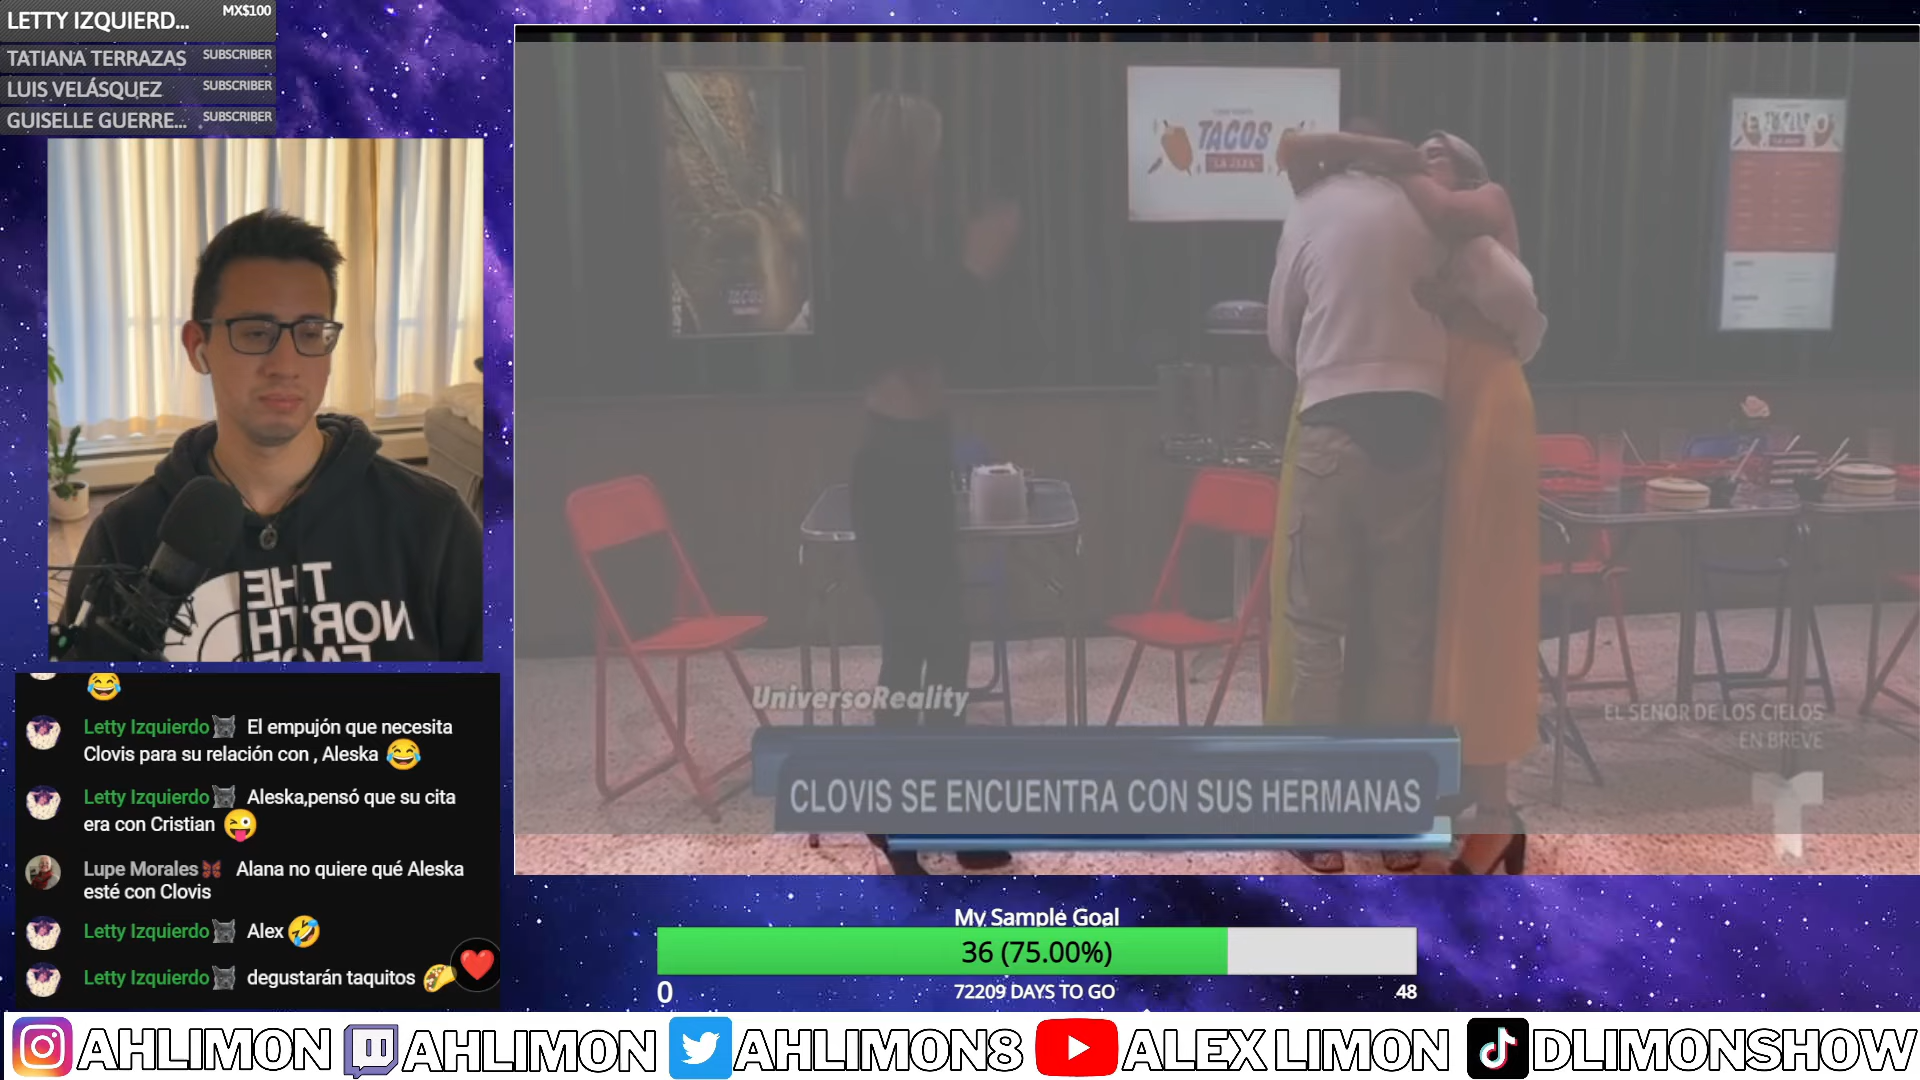 LETTY IZQUIERD... MX$100
TATIANA TERRAZAS SUBSCRIBER
LUIS VELÁSQUEZ SUBSCRIBER
GUISELLE GUERRE... SUBSCRIBER
TACOS
TACOS
THE
NORTH
FACE
UniversoReality
EL SEÑOR DE LOS CIELOS
EN BREVE
CLOVIS SE ENCUENTRA CON SUS HERMANAS
😂
Letty Izquierdo El empujón que necesita
Clovis para su relación con , Aleska 😂
Letty Izquierdo Aleska,pensó que su cita
era con Cristian 😜
Lupe Morales Alana no quiere qué Aleska
esté con Clovis
Letty Izquierdo Alex 🤣
Letty Izquierdo degustarán taquitos 🌮
My Sample Goal
36 (75.00%)
0 72209 DAYS TO GO 48
AHLIMON AHLIMON AHLIMON8 ALEX LIMON DLIMONSHOW